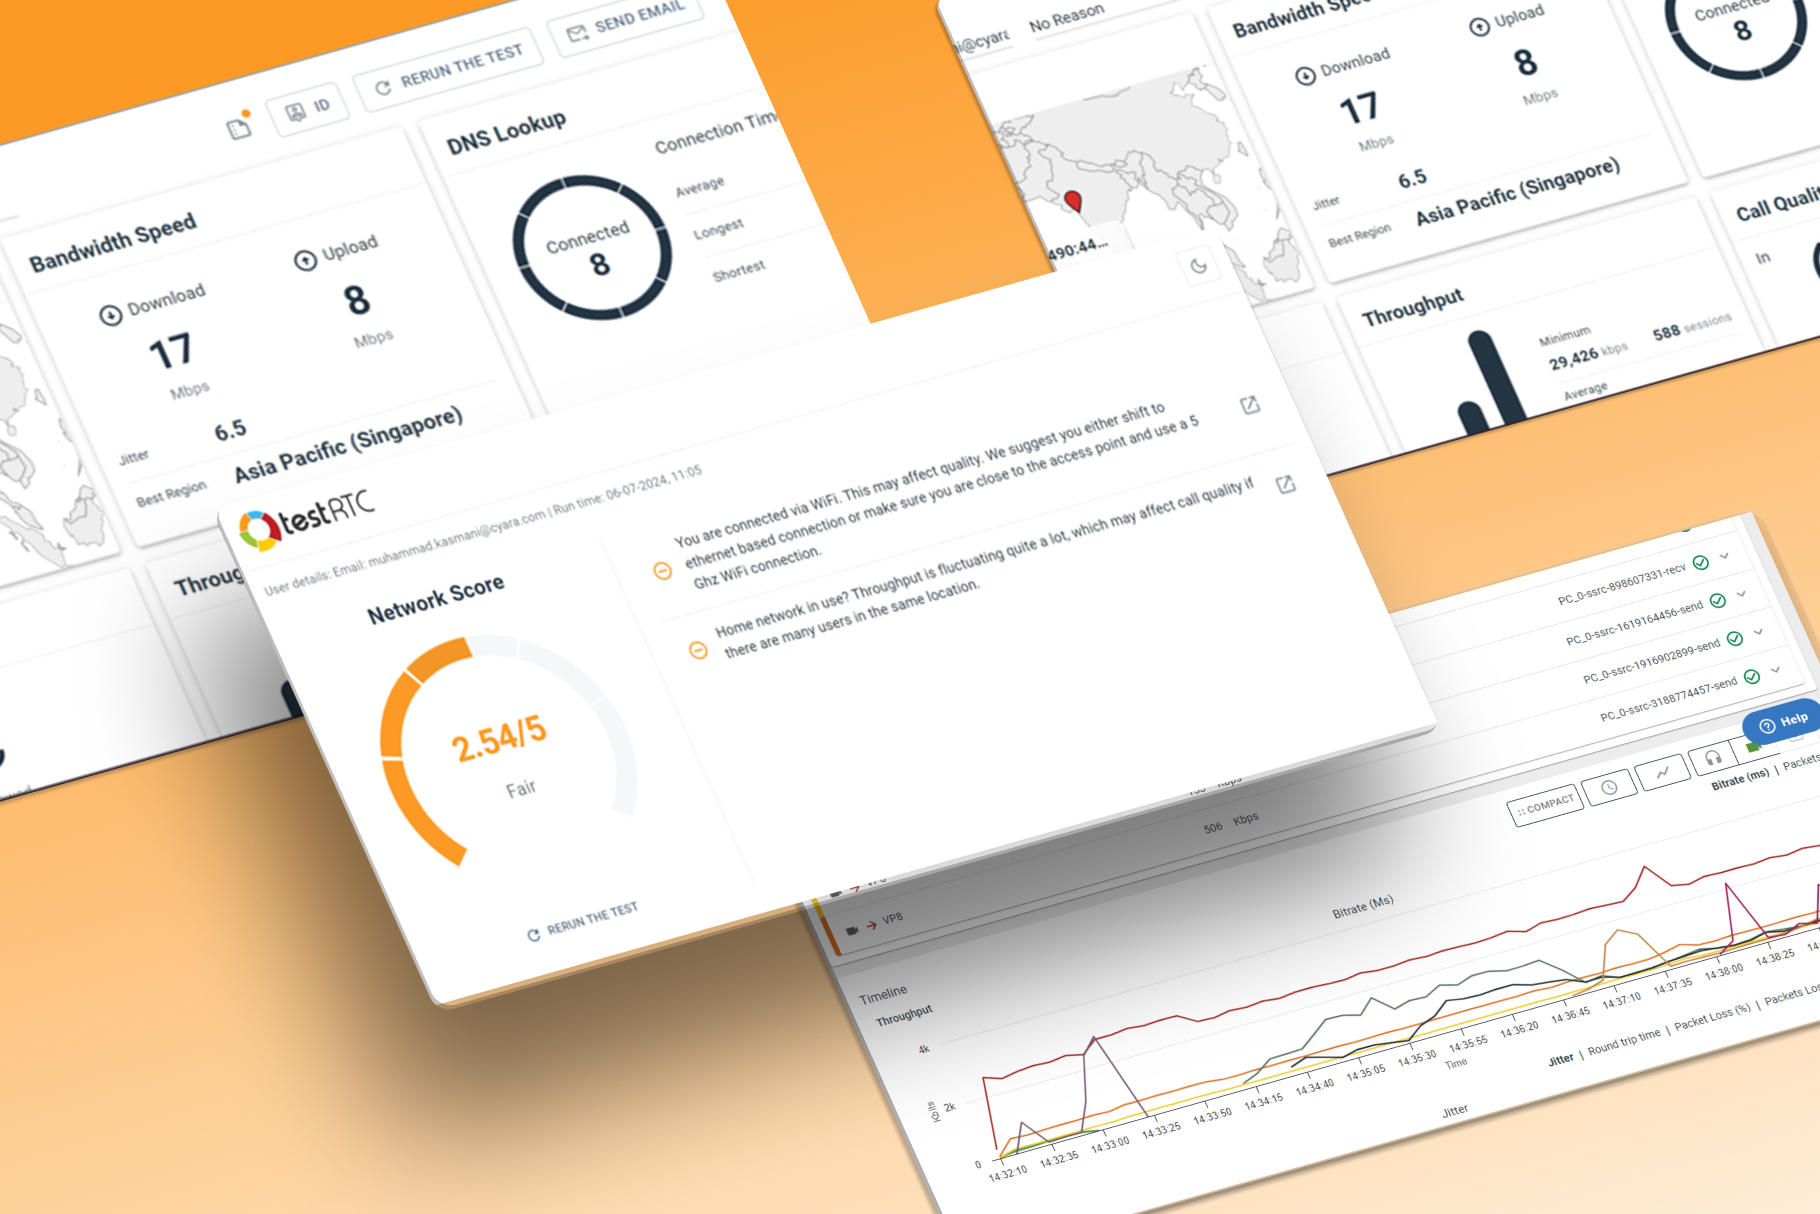 ID
RERUN THE TEST
SEND EMAIL
Bandwidth Speed
Download
17
Mbps
Upload
8
Mbps
Jitter
6.5
Best Region
Asia Pacific (Singapore)
DNS Lookup
Connected
8
Connection Tim
Average
Longest
Shortest
Throug
ni@cyara
No Reason
490:44...
Bandwidth Spe
Download
17
Mbps
Upload
8
Mbps
Jitter
6.5
Best Region
Asia Pacific (Singapore)
Connected
8
Throughput
Minimum
29,426 kbps
588 sessions
Average
Call Quali
In
testRTC
User details: Email: muhammad.kasmani@cyara.com | Run time: 06-07-2024, 11:05
Network Score
2.54/5
Fair
RERUN THE TEST
You are connected via WiFi. This may affect quality. We suggest you either shift to
ethernet based connection or make sure you are close to the access point and use a 5
Ghz WiFi connection.
Home network in use? Throughput is fluctuating quite a lot, which may affect call quality if
there are many users in the same location.
PC_0-ssrc-898607331-recv
PC_0-ssrc-1619164456-send
PC_0-ssrc-1916902899-send
PC_0-ssrc-3188774457-send
Help
COMPACT
Bitrate (ms) | Packets
506 Kbps
VP8
Timeline
Throughput
Bitrate (Ms)
4k
2k
0
14:32:10
14:32:35
14:33:00
14:33:25
14:33:50
14:34:15
14:34:40
14:35:05
14:35:30
14:35:55
14:36:20
14:36:45
14:37:10
14:37:35
14:38:00
14:38:25
Time
Jitter | Round trip time | Packet Loss (%) | Packets Los
Jitter